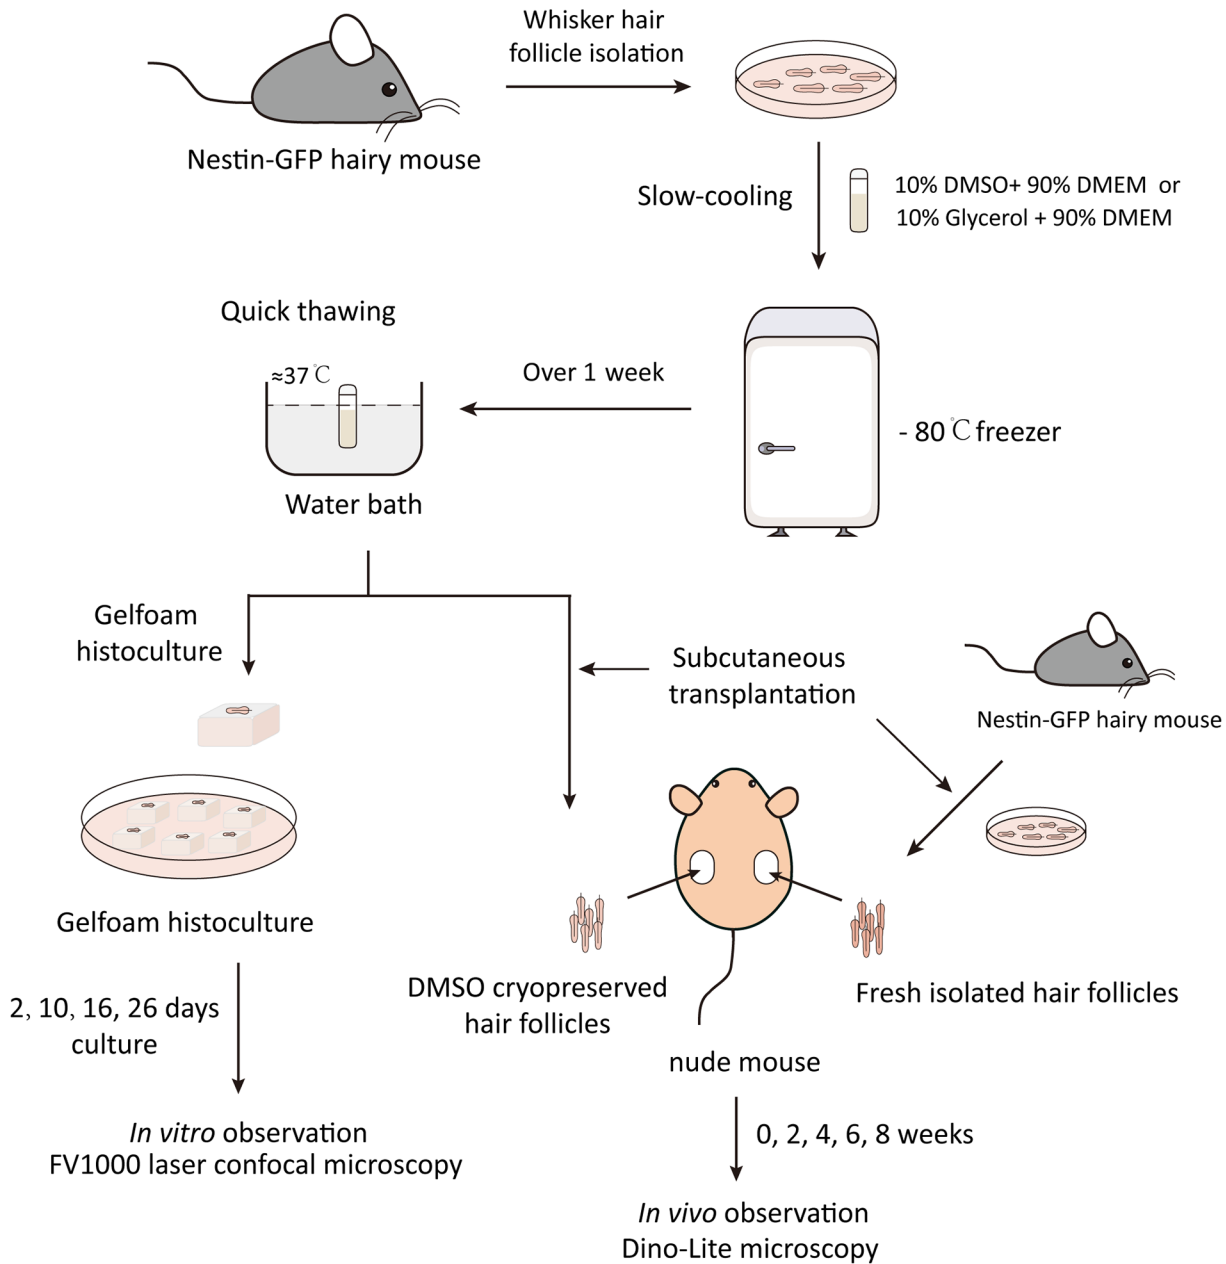 Whisker hair
follicle isolation
Nestin-GFP hairy mouse
Slow-cooling
10% DMSO+ 90% DMEM or
10% Glycerol + 90% DMEM
Quick thawing
≈37℃
Over 1 week
- 80℃ freezer
Water bath
Gelfoam
histoculture
Subcutaneous
transplantation
Nestin-GFP hairy mouse
Gelfoam histoculture
DMSO cryopreserved
hair follicles
Fresh isolated hair follicles
2, 10, 16, 26 days
culture
nude mouse
In vitro observation
FV1000 laser confocal microscopy
0, 2, 4, 6, 8 weeks
In vivo observation
Dino-Lite microscopy